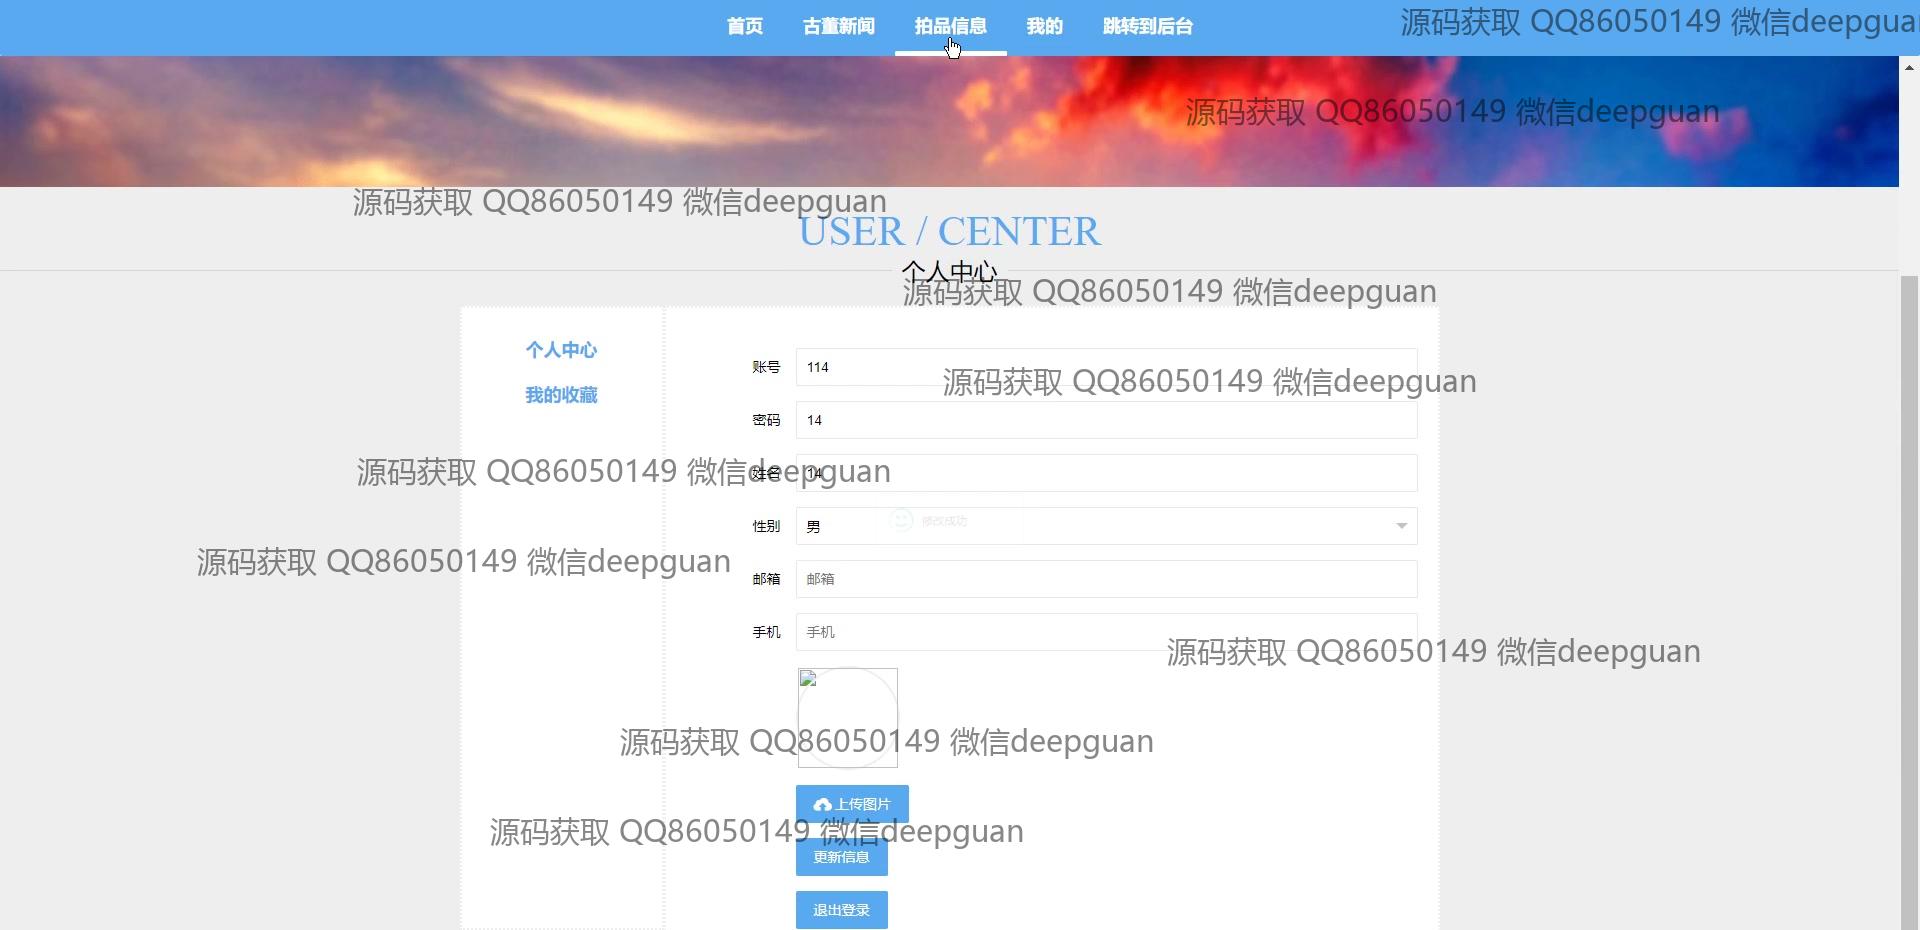 首页 古董新闻 拍品信息 我的 跳转到后台
源码获取 QQ86050149 微信deepgua
源码获取 QQ86050149 微信deepguan
源码获取 QQ86050149 微信deepguan
USER / CENTER
个人中心
源码获取 QQ86050149 微信deepguan
个人中心
我的收藏
账号 114
源码获取 QQ86050149 微信deepguan
密码 14
姓名 14
源码获取 QQ86050149 微信deepguan
修改成功
性别 男
源码获取 QQ86050149 微信deepguan
邮箱 邮箱
手机 手机
源码获取 QQ86050149 微信deepguan
源码获取 QQ86050149 微信deepguan
上传图片
源码获取 QQ86050149 微信deepguan
更新信息
退出登录